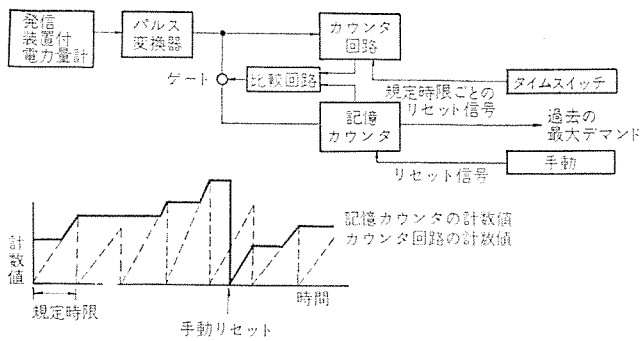 発信
装置付
電力量計
パルス
変換器
カウンタ
回路
ゲート
比較回路
タイムスイッチ
規定時限ごとの
リセット信号
記憶
カウンタ
過去の
最大デマンド
手動
リセット信号
記憶カウンタの計数値
カウンタ回路の計数値
計数値
時間
規定時限
手動リセット